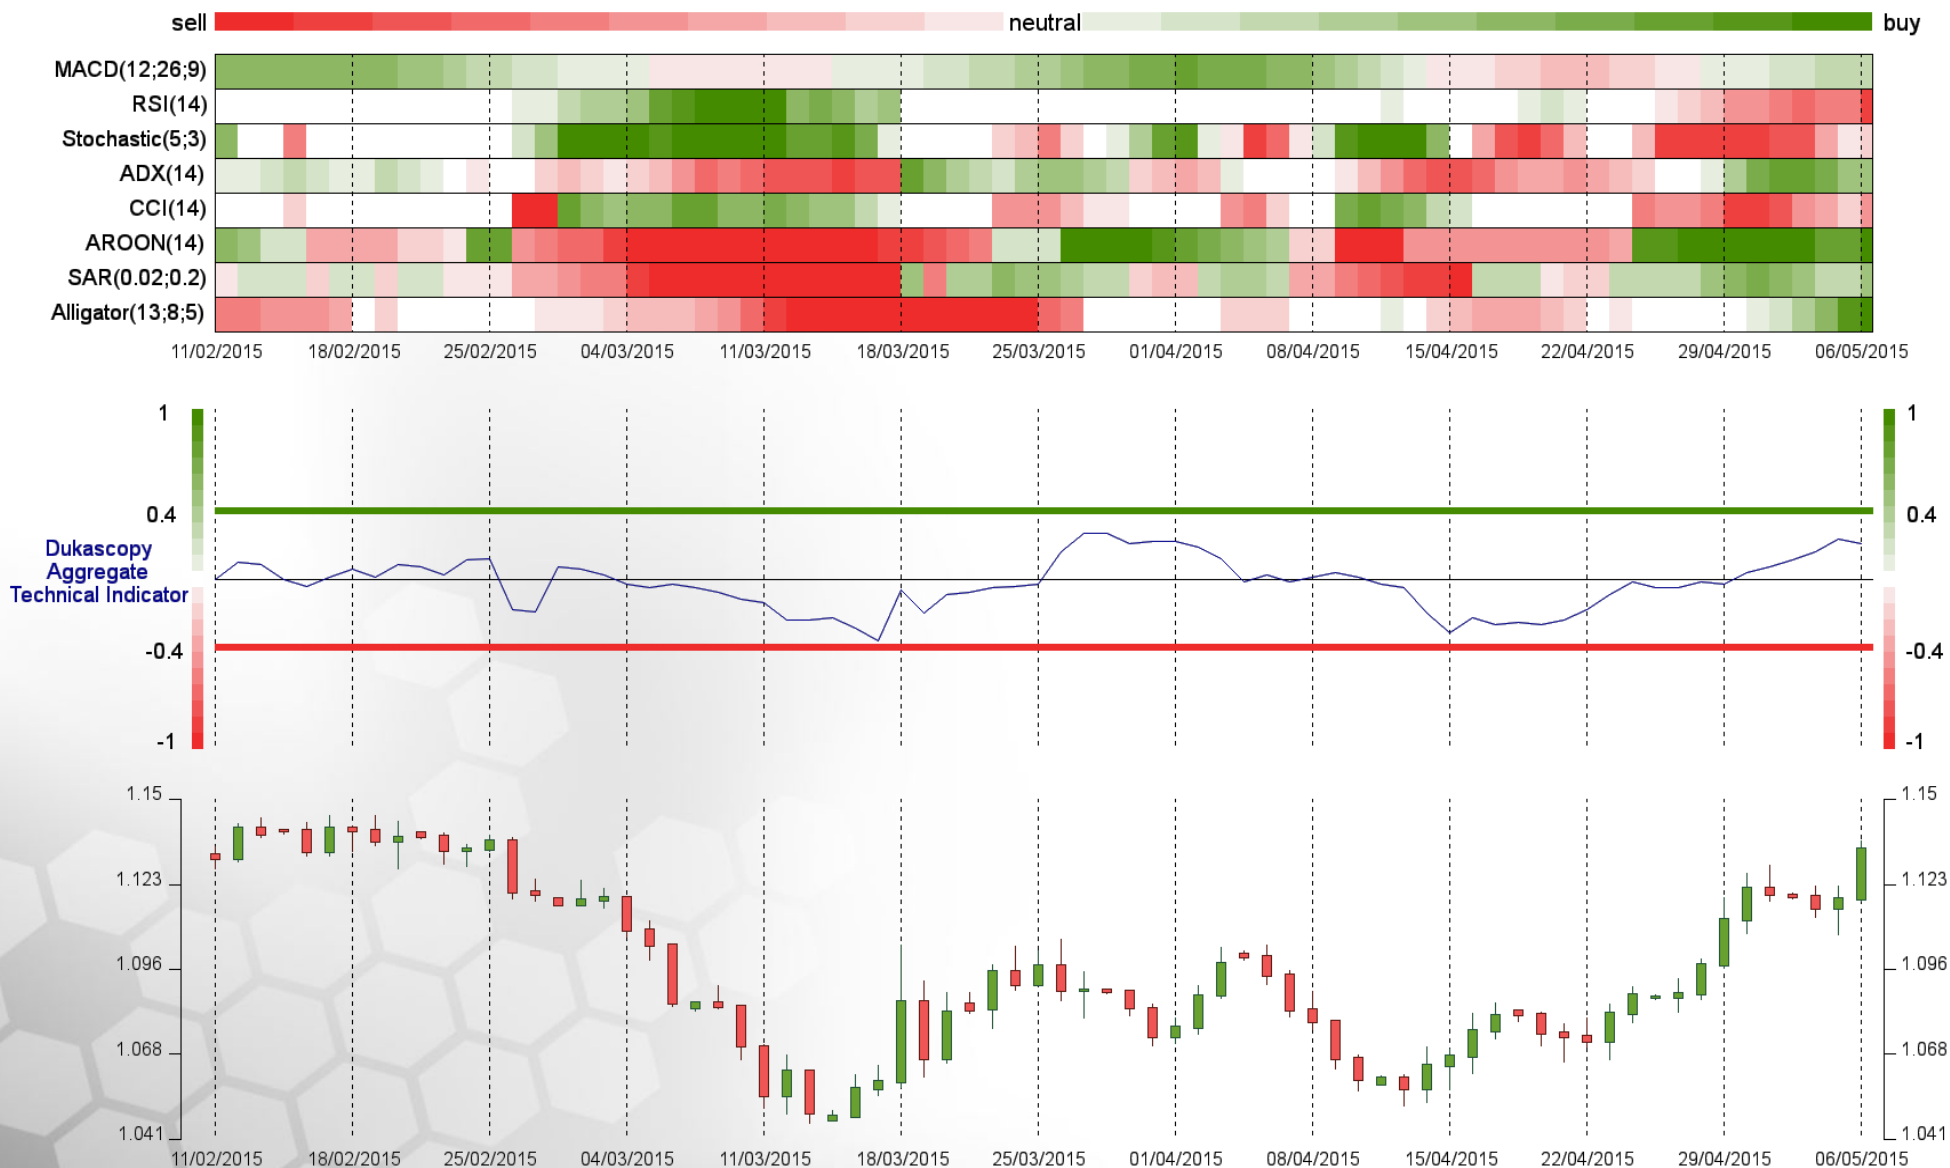 sell neutral buy
MACD(12;26;9)
RSI(14)
Stochastic(5;3)
ADX(14)
CCI(14)
AROON(14)
SAR(0.02;0.2)
Alligator(13;8;5)
11/02/2015 18/02/2015 25/02/2015 04/03/2015 11/03/2015 18/03/2015 25/03/2015 01/04/2015 08/04/2015 15/04/2015 22/04/2015 29/04/2015 06/05/2015
1 1
0.4 0.4
Dukascopy
Aggregate
Technical Indicator
-0.4 -0.4
-1 -1
1.15 1.15
1.123 1.123
1.096 1.096
1.068 1.068
1.041 1.041
11/02/2015 18/02/2015 25/02/2015 04/03/2015 11/03/2015 18/03/2015 25/03/2015 01/04/2015 08/04/2015 15/04/2015 22/04/2015 29/04/2015 06/05/2015